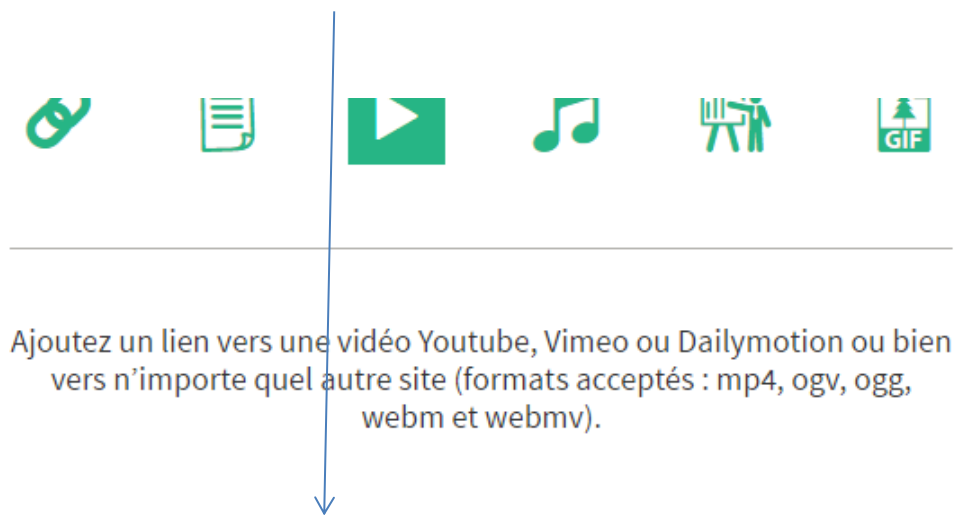 GIF
Ajoutez un lien vers une vidéo Youtube, Vimeo ou Dailymotion ou bien
vers n’importe quel autre site (formats acceptés : mp4, ogv, ogg,
webm et webmv).